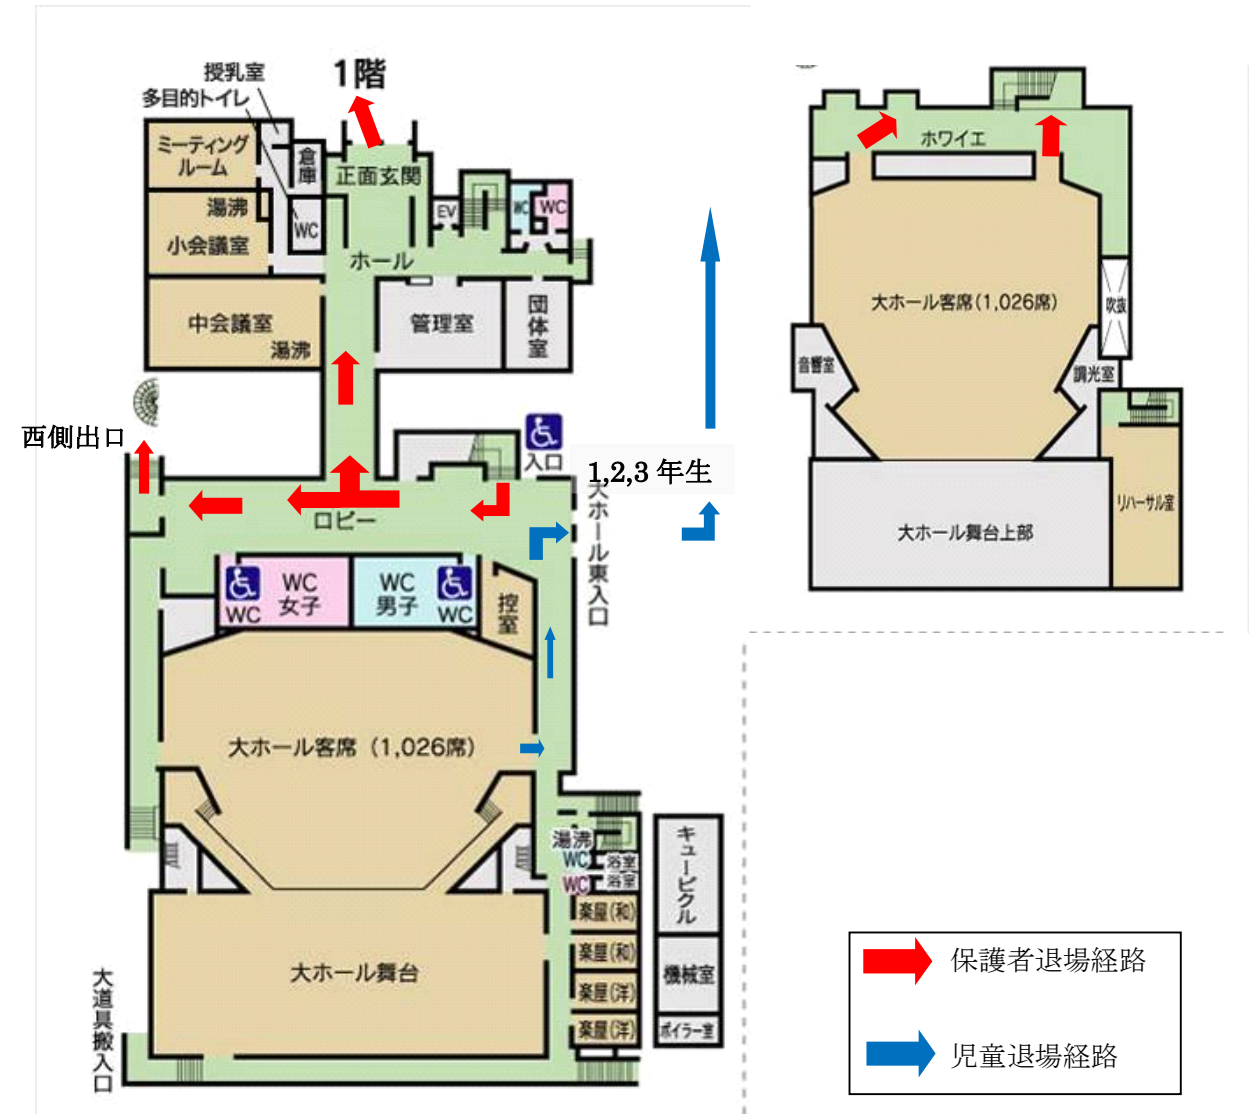 授乳室
1階
多目的トイレ
ミーティング
ルーム
倉庫
正面玄関
湯沸
小会議室
WC
EV
WC
WC
ホール
中会議室
湯沸
管理室
団体室
西側出口
入口
1,2,3 年生
ロビー
大ホール東入口
WC
WC
女子
WC
男子
WC
控室
大ホール客席（1,026席）
湯沸
WC
浴室
WC
浴室
楽屋(和)
楽屋(和)
楽屋(洋)
楽屋(洋)
キュービクル
機械室
ボイラー室
大ホール舞台
大道具搬入口
ホワイエ
大ホール客席(1,026席)
吹抜
音響室
調光室
リハーサル室
大ホール舞台上部
保護者退場経路
児童退場経路